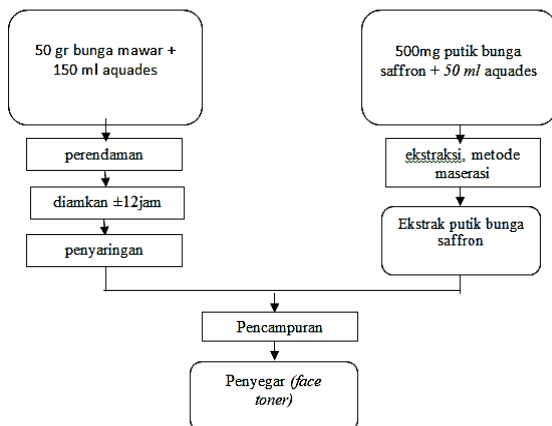 50 gr bunga mawar +
150 ml aquades
perendaman
diamkan ±12jam
penyaringan
500mg putik bunga
saffron + 50 ml aquades
ekstraksi, metode
maserasi
Ekstrak putik bunga
saffron
Pencampuran
Penyegar (face
toner)